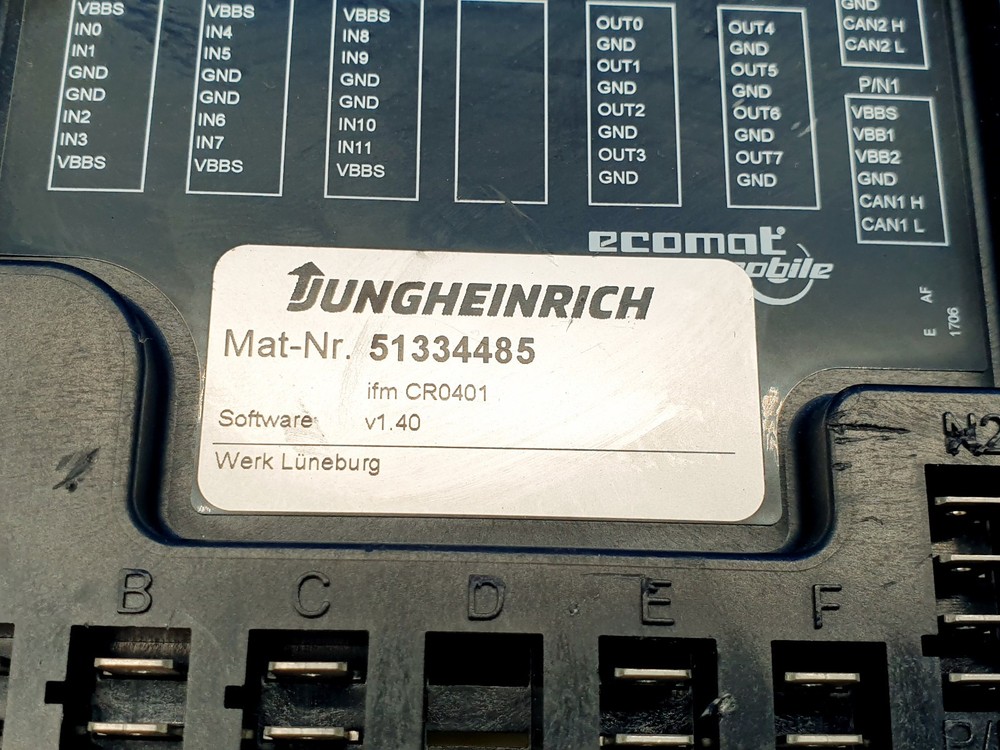 VBBS
IN0
IN1
GND
GND
IN2
IN3
VBBS
VBBS
IN4
IN5
GND
GND
IN6
IN7
VBBS
VBBS
IN8
IN9
GND
GND
IN10
IN11
VBBS
OUT0
GND
OUT1
GND
OUT2
GND
OUT3
GND
OUT4
GND
OUT5
GND
OUT6
GND
OUT7
GND
GND
CAN2 H
CAN2 L
P/N1
VBBS
VBB1
VBB2
GND
CAN1 H
CAN1 L
ecomat
mobile
E AF
1706
JUNGHEINRICH
Mat-Nr. 51334485
ifm CR0401
Software v1.40
Werk Lüneburg
N2
B C D E F